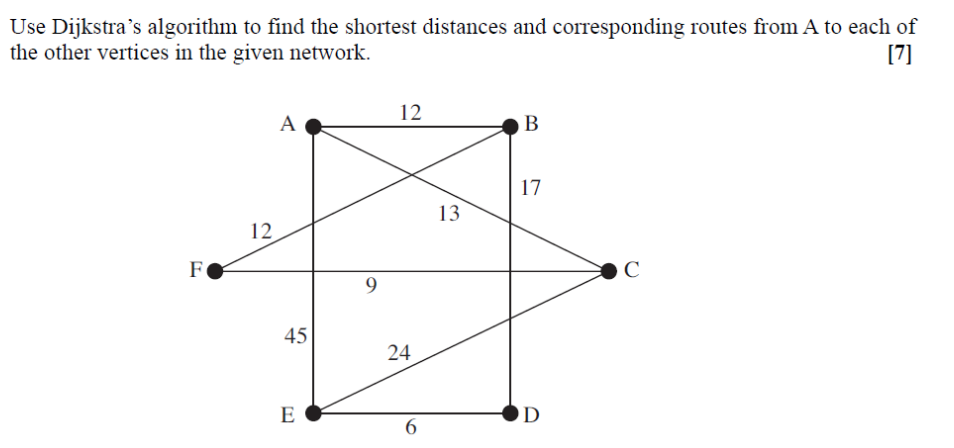 Use Dijkstra’s algorithm to find the shortest distances and corresponding routes from A to each of
the other vertices in the given network. [7]
12
A B
17
13
12
F C
9
45
24
E D
6